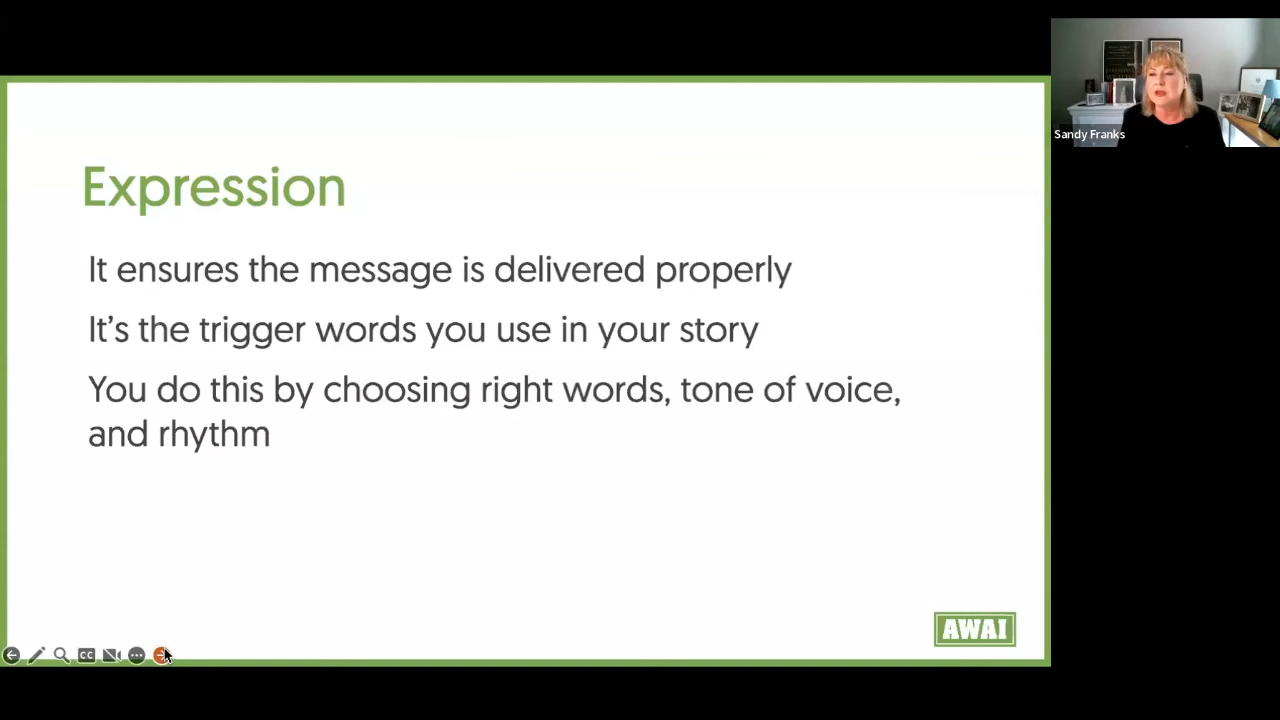 Sandy Franks
Expression
It ensures the message is delivered properly
It's the trigger words you use in your story
You do this by choosing right words, tone of voice,
and rhythm
AWAI
CC